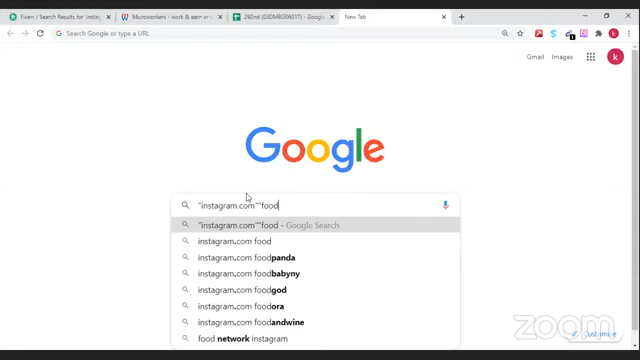 Fiverr / Search Results for 'instag
Microworkers - work & earn or
292nd (03DMBG06017) - Google
New Tab
Search Google or type a URL
Gmail Images
k
Google
"instagram.com""food
"instagram.com""food - Google Search
instagram.com food
instagram.com foodpanda
instagram.com foodbabyny
instagram.com foodgod
instagram.com foodora
instagram.com foodandwine
food network instagram
zoom
Customize